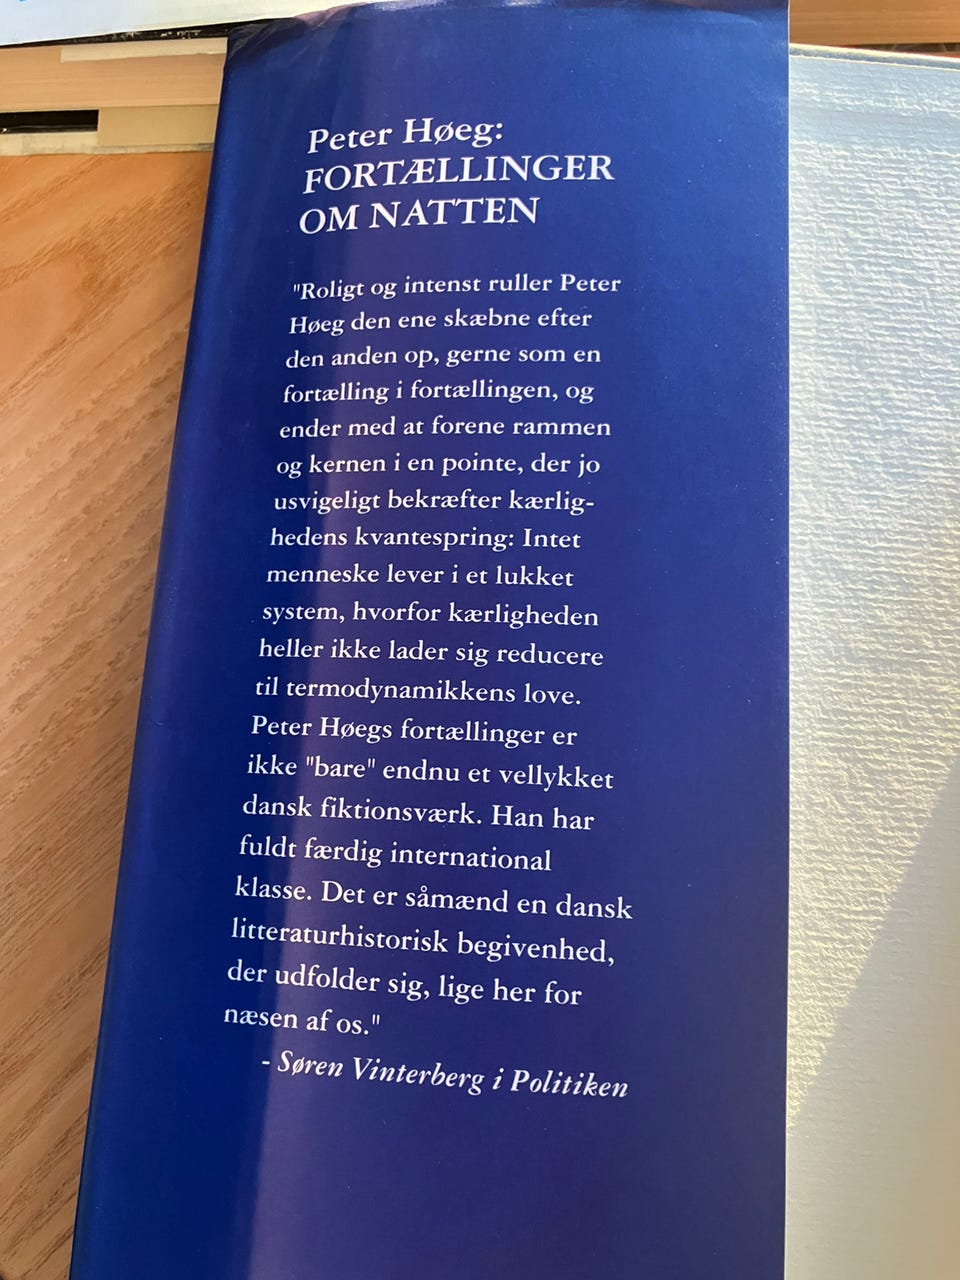 Peter Høeg:
FORTÆLLINGER
OM NATTEN
"Roligt og intenst ruller Peter
Høeg den ene skæbne efter
den anden op, gerne som en
fortælling i fortællingen, og
ender med at forene rammen
og kernen i en pointe, der jo
usvigeligt bekræfter kærlig-
hedens kvantespring: Intet
menneske lever i et lukket
system, hvorfor kærligheden
heller ikke lader sig reducere
til termodynamikkens love.
Peter Høegs fortællinger er
ikke "bare" endnu et vellykket
dansk fiktionsværk. Han har
fuldt færdig international
klasse. Det er såmænd en dansk
litteraturhistorisk begivenhed,
der udfolder sig, lige her for
næsen af os."
- Søren Vinterberg i Politiken